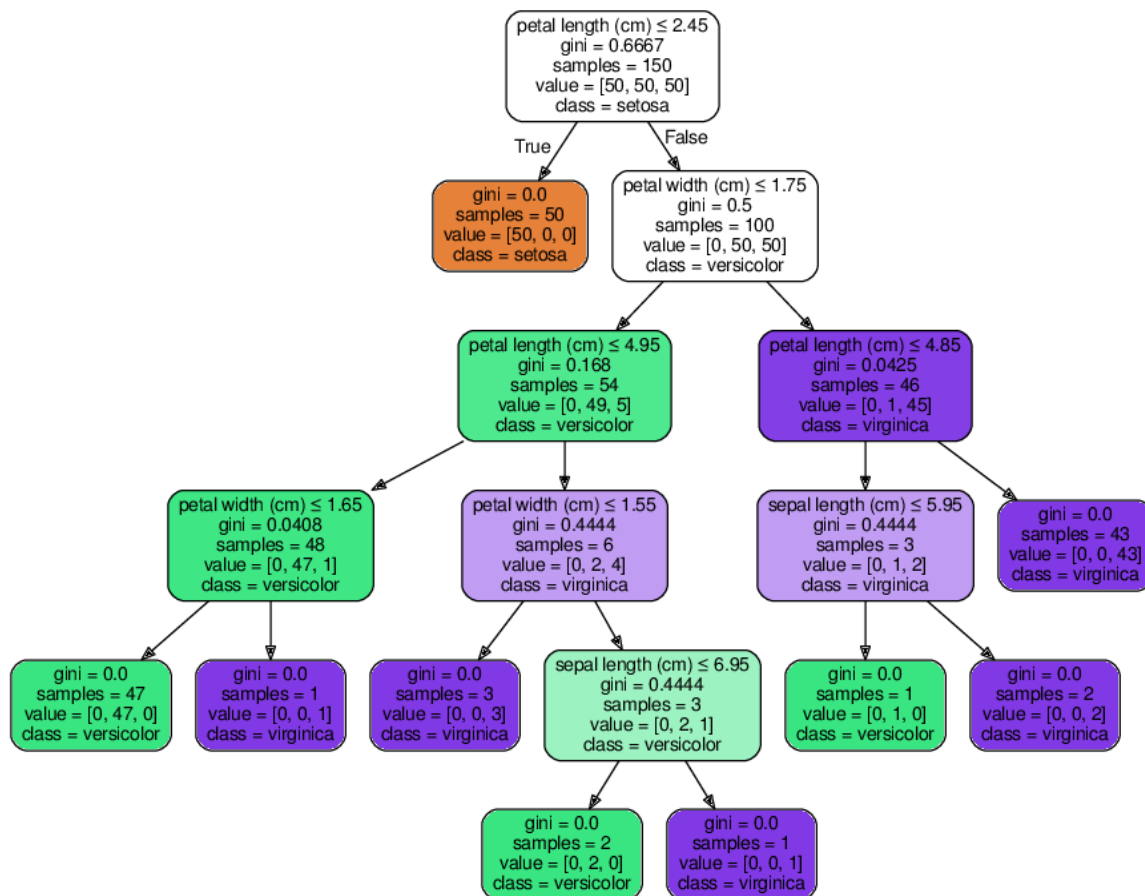 petal length (cm) ≤ 2.45
gini = 0.6667
samples = 150
value = [50, 50, 50]
class = setosa
True
False
gini = 0.0
samples = 50
value = [50, 0, 0]
class = setosa
petal width (cm) ≤ 1.75
gini = 0.5
samples = 100
value = [0, 50, 50]
class = versicolor
petal length (cm) ≤ 4.95
gini = 0.168
samples = 54
value = [0, 49, 5]
class = versicolor
petal length (cm) ≤ 4.85
gini = 0.0425
samples = 46
value = [0, 1, 45]
class = virginica
petal width (cm) ≤ 1.65
gini = 0.0408
samples = 48
value = [0, 47, 1]
class = versicolor
petal width (cm) ≤ 1.55
gini = 0.4444
samples = 6
value = [0, 2, 4]
class = virginica
sepal length (cm) ≤ 5.95
gini = 0.4444
samples = 3
value = [0, 1, 2]
class = virginica
gini = 0.0
samples = 43
value = [0, 0, 43]
class = virginica
gini = 0.0
samples = 47
value = [0, 47, 0]
class = versicolor
gini = 0.0
samples = 1
value = [0, 0, 1]
class = virginica
gini = 0.0
samples = 3
value = [0, 0, 3]
class = virginica
sepal length (cm) ≤ 6.95
gini = 0.4444
samples = 3
value = [0, 2, 1]
class = versicolor
gini = 0.0
samples = 1
value = [0, 1, 0]
class = versicolor
gini = 0.0
samples = 2
value = [0, 0, 2]
class = virginica
gini = 0.0
samples = 2
value = [0, 2, 0]
class = versicolor
gini = 0.0
samples = 1
value = [0, 0, 1]
class = virginica